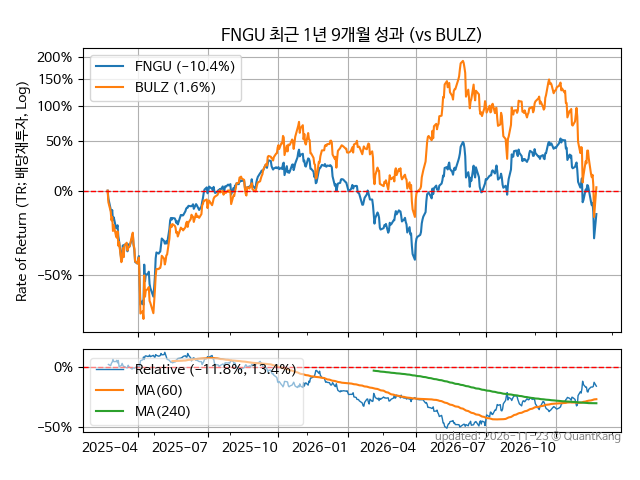 FNGU 최근 1년 9개월 성과 (vs BULZ)
Rate of Return (TR: 배당재투자, Log)
200%
150%
100%
50%
0%
−50%
FNGU (−10.4%)
BULZ (1.6%)
0%
−50%
Relative (−11.8%, 13.4%)
MA(60)
MA(240)
updated: 2026−11−23 © QuantKang
2025−04 2025−07 2025−10 2026−01 2026−04 2026−07 2026−10